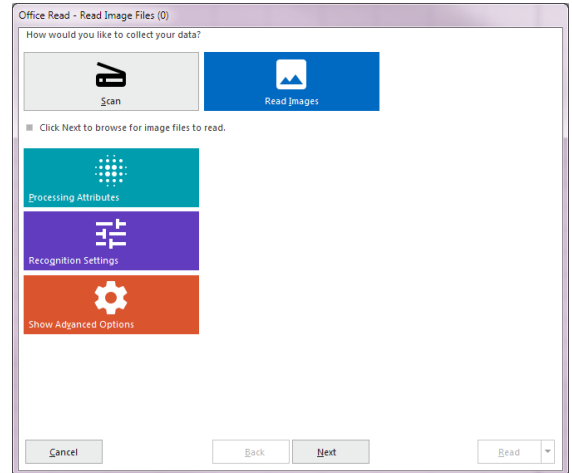 Office Read - Read Image Files (0)
How would you like to collect your data?
Scan
Read Images
Click Next to browse for image files to read.
Processing Attributes
Recognition Settings
Show Advanced Options
Cancel
Back
Next
Read